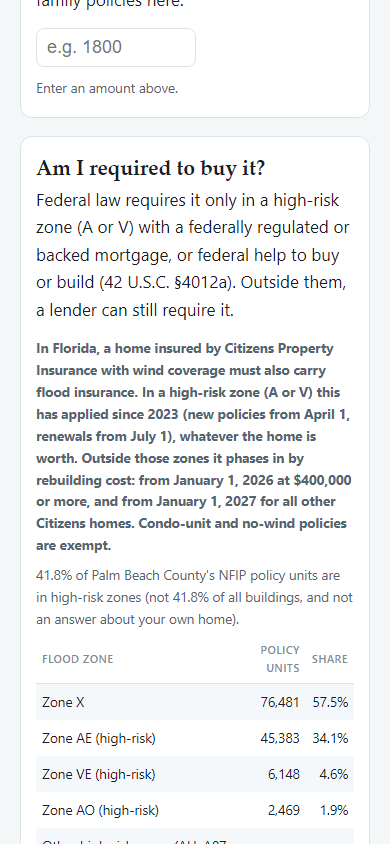 family policies here.
e.g. 1800
Enter an amount above.
Am I required to buy it?
Federal law requires it only in a high-risk
zone (A or V) with a federally regulated or
backed mortgage, or federal help to buy
or build (42 U.S.C. §4012a). Outside them,
a lender can still require it.
In Florida, a home insured by Citizens Property
Insurance with wind coverage must also carry
flood insurance. In a high-risk zone (A or V) this
has applied since 2023 (new policies from April 1,
renewals from July 1), whatever the home is
worth. Outside those zones it phases in by
rebuilding cost: from January 1, 2026 at $400,000
or more, and from January 1, 2027 for all other
Citizens homes. Condo-unit and no-wind policies
are exempt.
41.8% of Palm Beach County's NFIP policy units are
in high-risk zones (not 41.8% of all buildings, and not
an answer about your own home).
FLOOD ZONE POLICY UNITS SHARE
Zone X 76,481 57.5%
Zone AE (high-risk) 45,383 34.1%
Zone VE (high-risk) 6,148 4.6%
Zone AO (high-risk) 2,469 1.9%